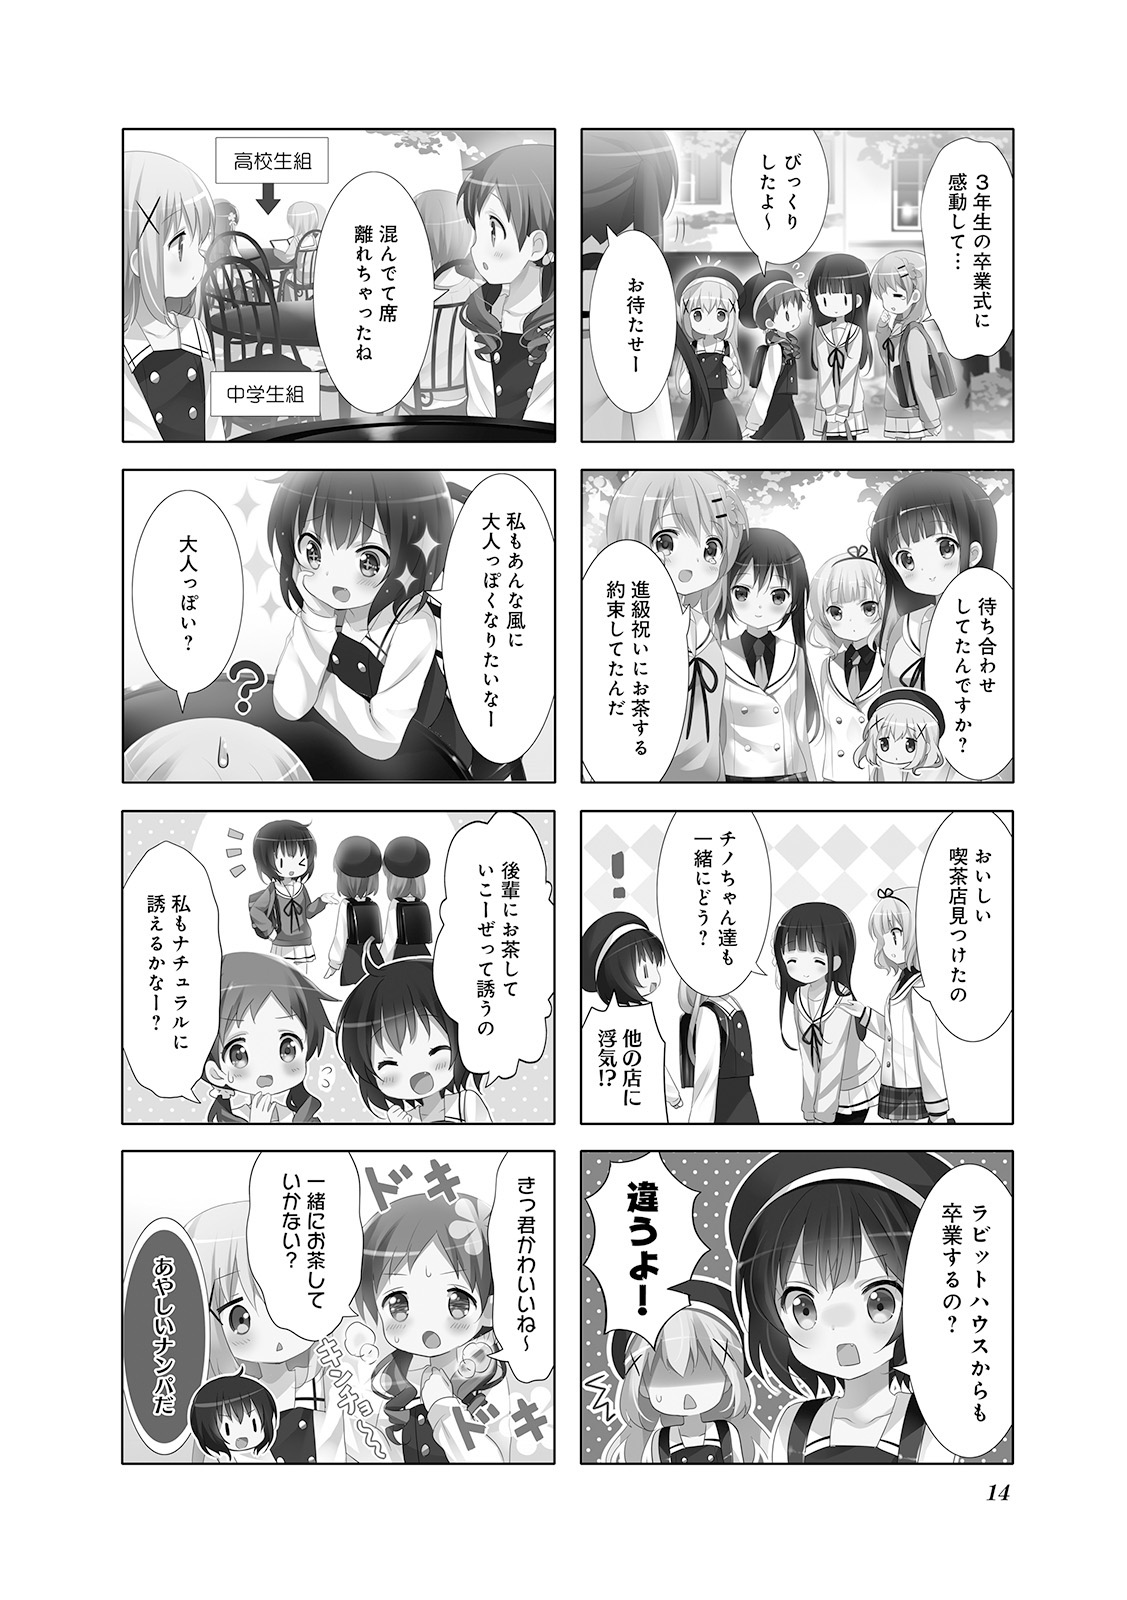 3年生の卒業式に
感動して…
びっくり
したよ～
お待たせー
待ち合わせ
してたんですか?
進級祝いにお茶する
約束してたんだ
おいしい
喫茶店見つけたの
チノちゃん達も
一緒にどう?
!
他の店に
浮気!?
ラビットハウスからも
卒業するの?
違うよ!
高校生組
混んでて席
離れちゃったね
中学生組
私もあんな風に
大人っぽくなりたいなー
大人っぽい?
?
後輩にお茶して
いこーぜって誘うの
私もナチュラルに
誘えるかなー?
きっ君かわいいね～
ドキ
一緒にお茶して
いかない?
キンチョ～
ドキ
あやしいナンパだ
14